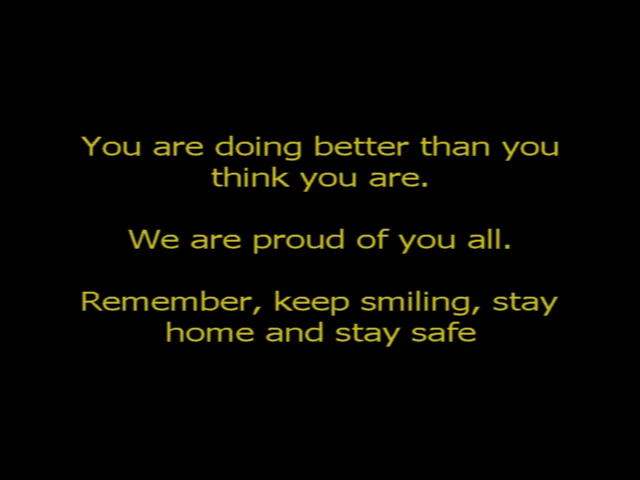 You are doing better than you
think you are.
We are proud of you all.
Remember, keep smiling, stay
home and stay safe